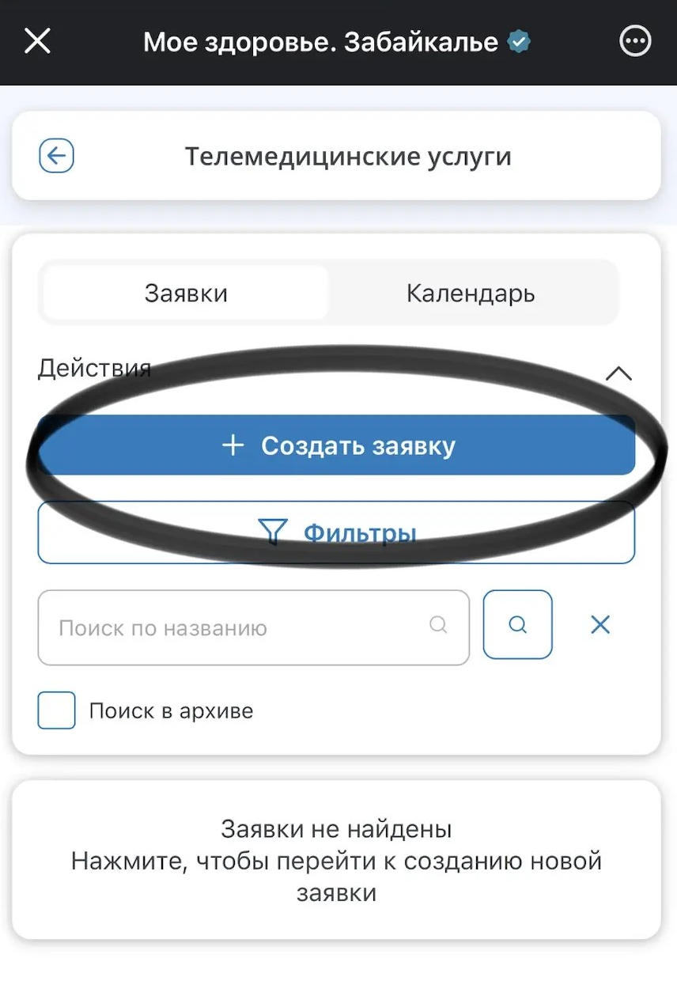 Мое здоровье. Забайкалье
Телемедицинские услуги
Заявки
Календарь
Действия
+ Создать заявку
Фильтры
Поиск по названию
Поиск в архиве
Заявки не найдены
Нажмите, чтобы перейти к созданию новой
заявки